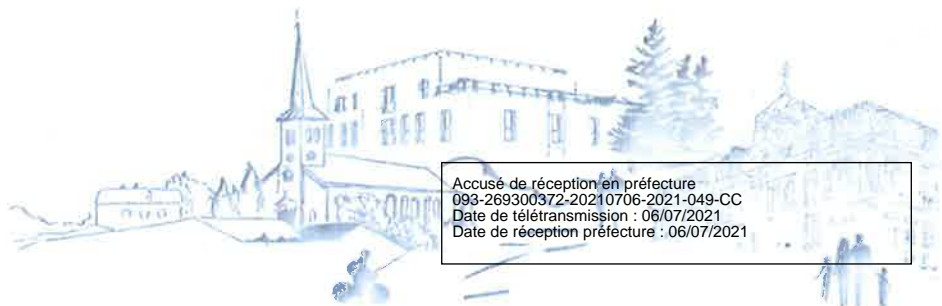 Accusé de réception en préfecture
093-269300372-20210706-2021-049-CC
Date de télétransmission : 06/07/2021
Date de réception préfecture : 06/07/2021